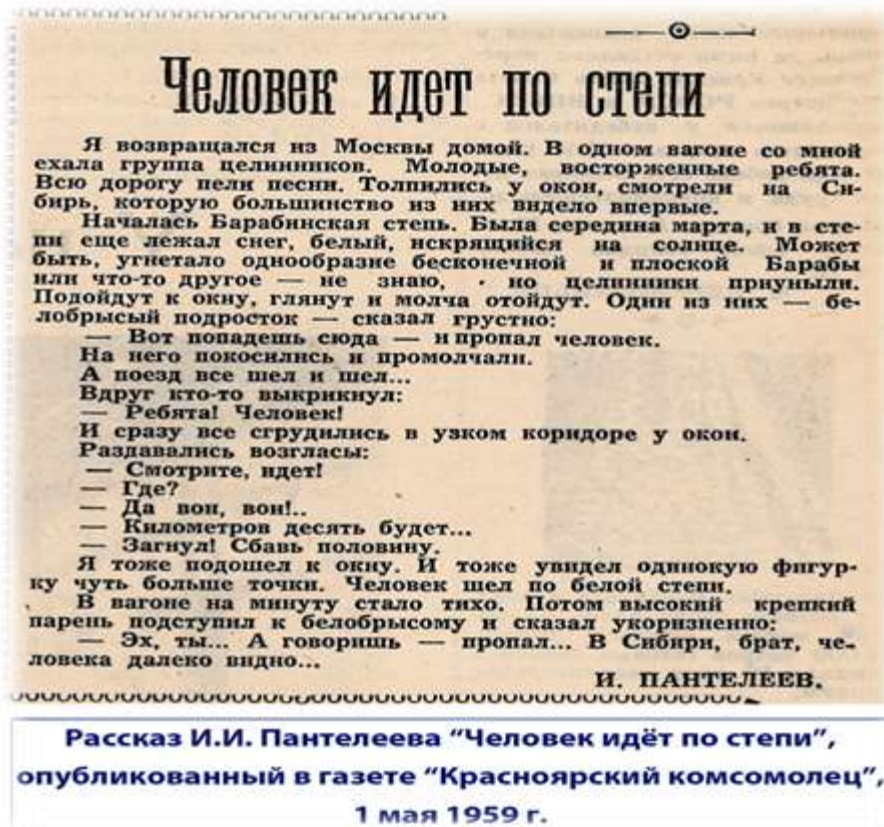 Человек идет по степи
Я возвращался из Москвы домой. В одном вагоне со мной
ехала группа целинников. Молодые, восторженные ребята.
Всю дорогу пели песни. Толпились у окон, смотрели на Си-
бирь, которую большинство из них видело впервые.
Началась Барабинская степь. Была середина марта, и в сте-
пи еще лежал снег, белый, искрящийся на солнце. Может
быть, угнетало однообразие бесконечной и плоской Барабы
или что-то другое — не знаю, но целинники приуныли.
Подойдут к окну, глянут и молча отойдут. Один из них — бе-
лобрысый подросток — сказал грустно:
— Вот попадешь сюда — и пропал человек.
На него покосились и промолчали.
А поезд все шел и шел...
Вдруг кто-то выкрикнул:
— Ребята! Человек!
И сразу все сгрудились в узком коридоре у окон.
Раздавались возгласы:
— Смотрите, идет!
— Где?
— Да вон, вон!..
— Километров десять будет...
— Загнул! Сбавь половину.
Я тоже подошел к окну. И тоже увидел одинокую фигур-
ку чуть больше точки. Человек шел по белой степи.
В вагоне на минуту стало тихо. Потом высокий крепкий
парень подступил к белобрысому и сказал укоризненно:
— Эх, ты... А говоришь — пропал... В Сибири, брат, че-
ловека далеко видно...
И. ПАНТЕЛЕЕВ.
Рассказ И.И. Пантелеева “Человек идёт по степи”,
опубликованный в газете “Красноярский комсомолец”,
1 мая 1959 г.